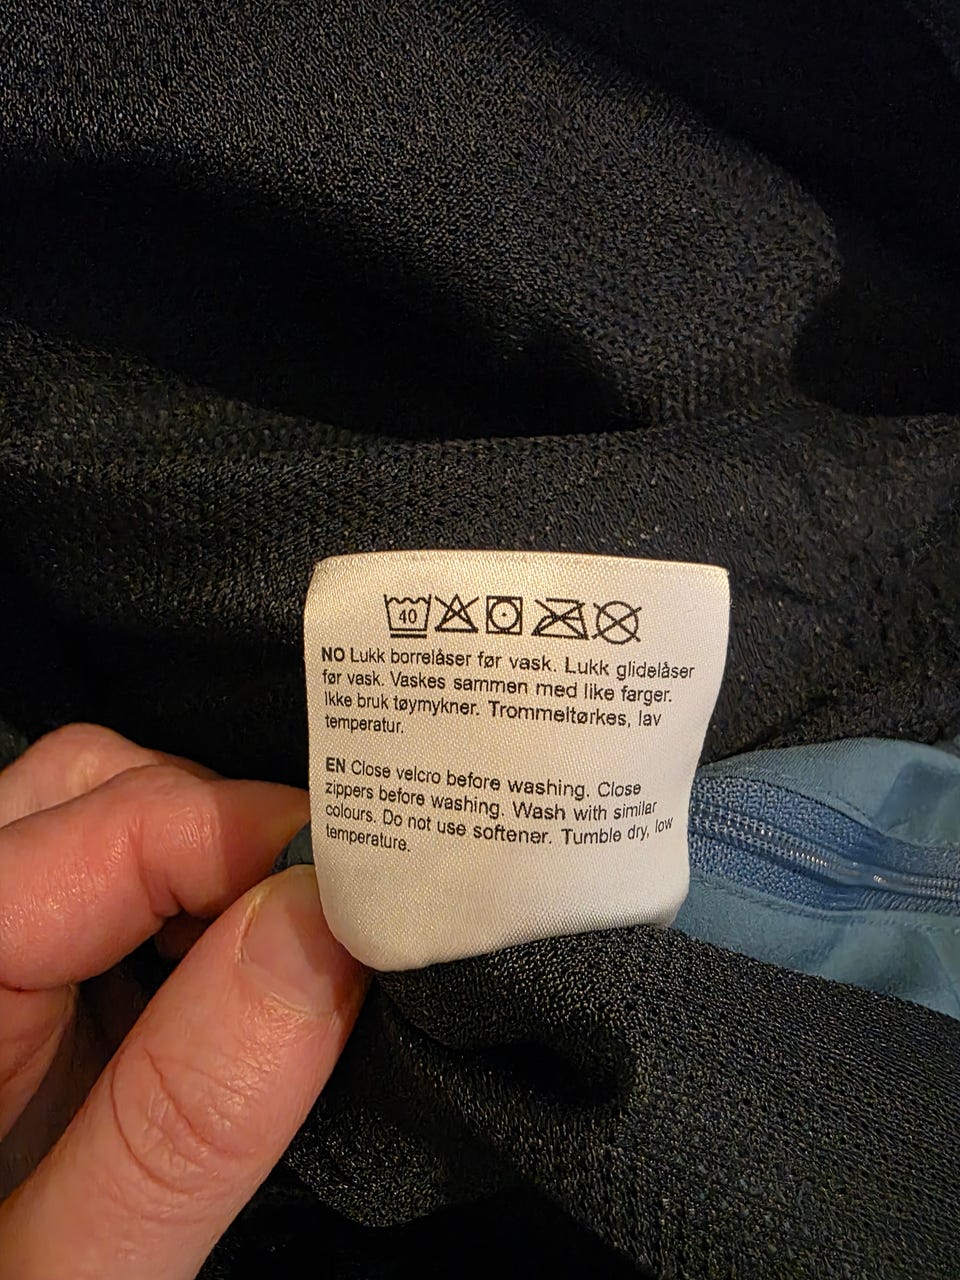 40
NO Lukk borrelåser før vask. Lukk glidelåser
før vask. Vaskes sammen med like farger.
Ikke bruk tøymykner. Trommeltørkes, lav
temperatur.
EN Close velcro before washing. Close
zippers before washing. Wash with similar
colours. Do not use softener. Tumble dry, low
temperature.